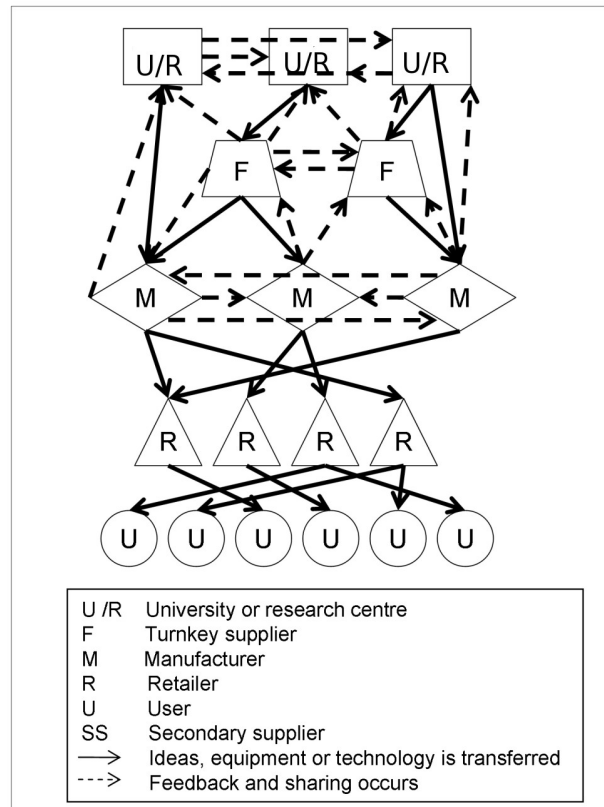 U/R U/R U/R
F F
M M M
R R R R
U U U U U U
U /R University or research centre
F Turnkey supplier
M Manufacturer
R Retailer
U User
SS Secondary supplier
Ideas, equipment or technology is transferred
Feedback and sharing occurs